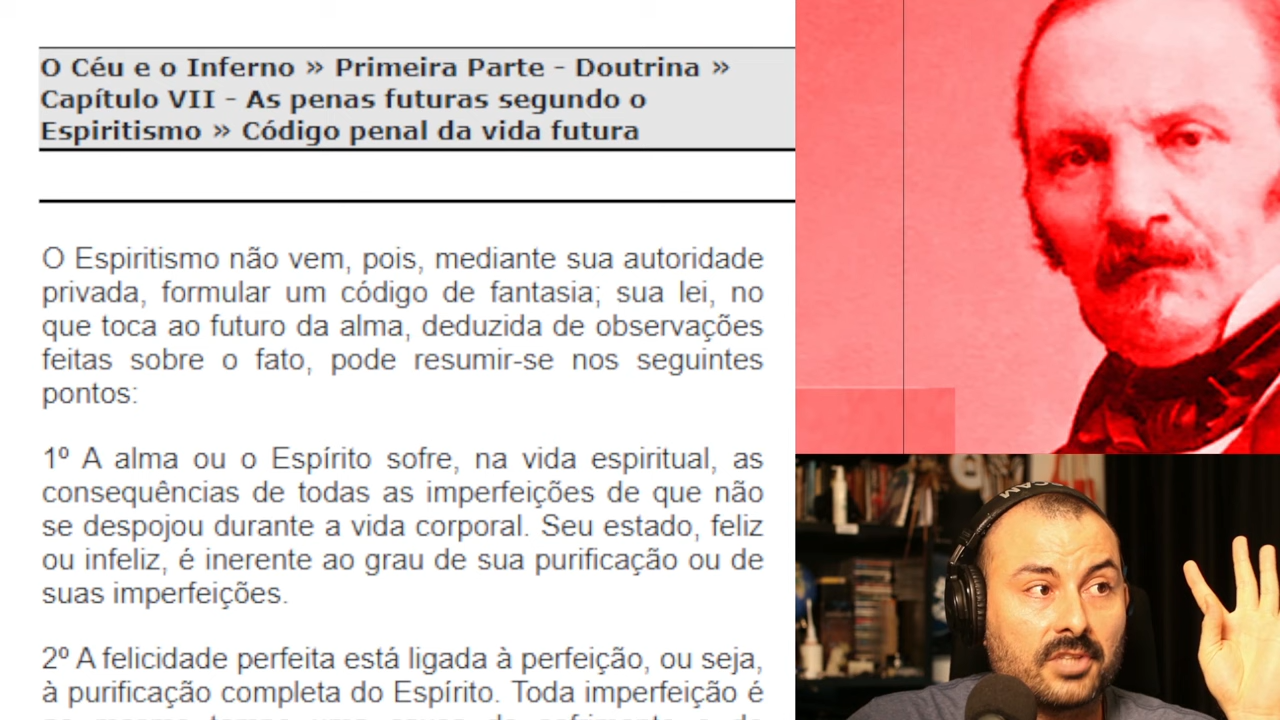 O Céu e o Inferno » Primeira Parte - Doutrina »
Capítulo VII - As penas futuras segundo o
Espiritismo » Código penal da vida futura
O Espiritismo não vem, pois, mediante sua autoridade
privada, formular um código de fantasia; sua lei, no
que toca ao futuro da alma, deduzida de observações
feitas sobre o fato, pode resumir-se nos seguintes
pontos:
1º A alma ou o Espírito sofre, na vida espiritual, as
consequências de todas as imperfeições de que não
se despojou durante a vida corporal. Seu estado, feliz
ou infeliz, é inerente ao grau de sua purificação ou de
suas imperfeições.
2º A felicidade perfeita está ligada à perfeição, ou seja,
à purificação completa do Espírito. Toda imperfeição é